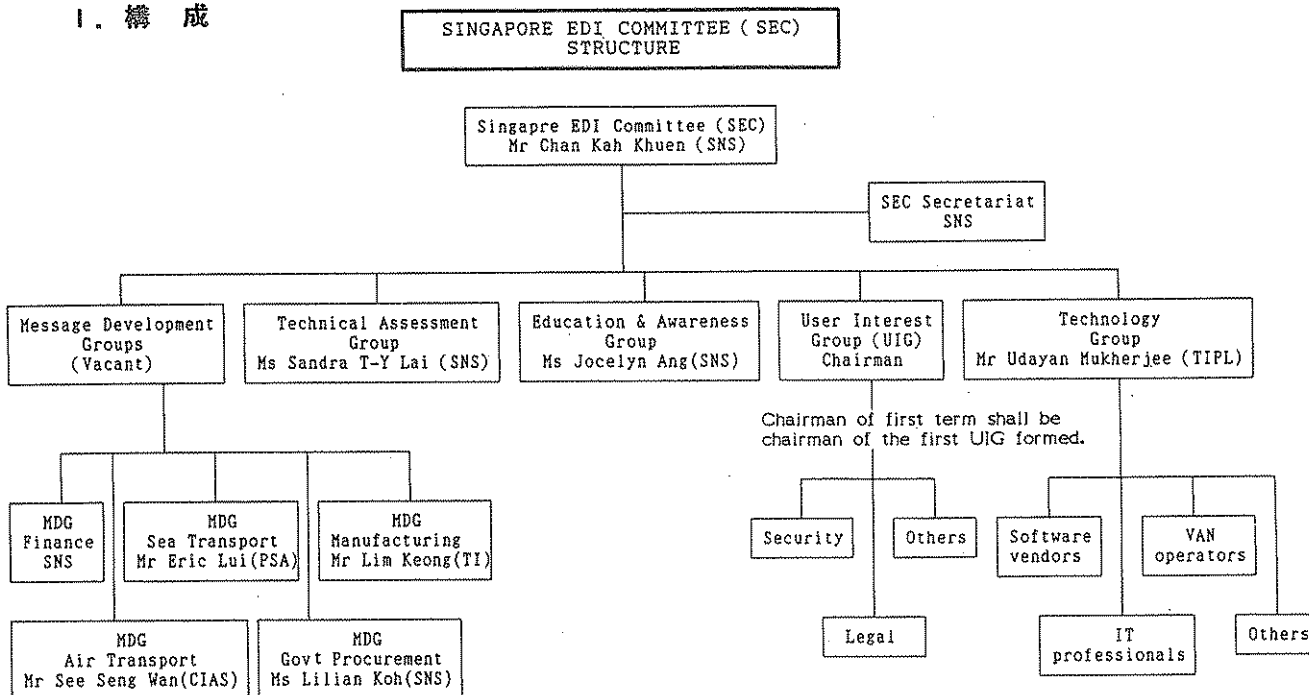 1. 構 成
SINGAPORE EDI COMMITTEE (SEC)
STRUCTURE
Singapre EDI Committee (SEC)
Mr Chan Kah Khuen (SNS)
SEC Secretariat
SNS
Message Development
Groups
(Vacant)
Technical Assessment
Group
Ms Sandra T-Y Lai (SNS)
Education & Awareness
Group
Ms Jocelyn Ang(SNS)
User Interest
Group (UIG)
Chairman
Technology
Group
Mr Udayan Mukherjee (TIPL)
Chairman of first term shall be
chairman of the first UIG formed.
MDG
Finance
SNS
MDG
Sea Transport
Mr Eric Lui(PSA)
MDG
Manufacturing
Mr Lim Keong(TI)
Security
Others
Software
vendors
VAN
operators
MDG
Air Transport
Mr See Seng Wan(CIAS)
MDG
Govt Procurement
Ms Lilian Koh(SNS)
Legal
IT
professionals
Others